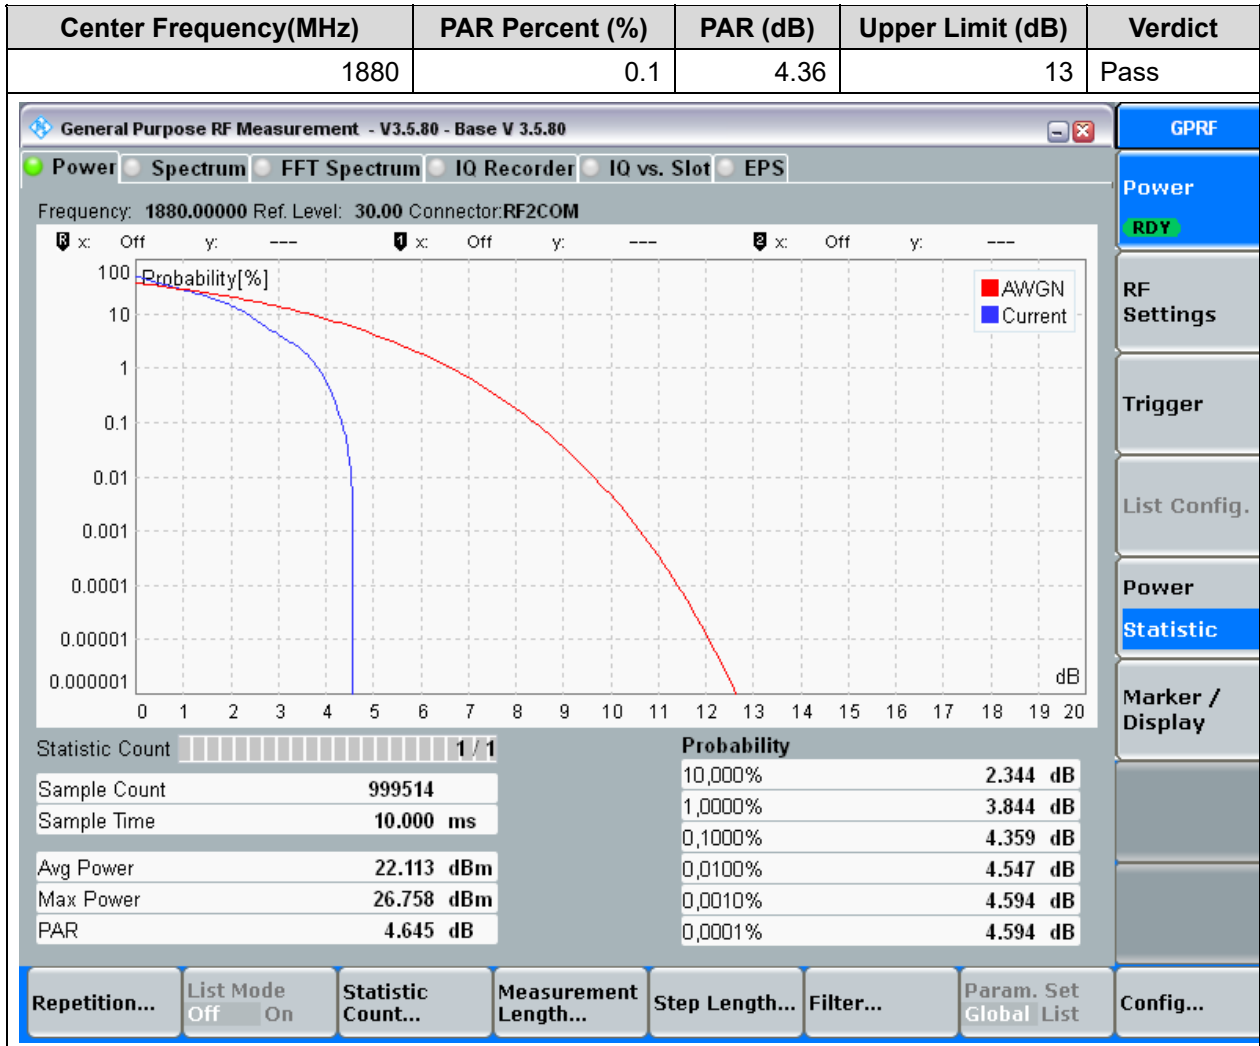 Center Frequency(MHz) PAR Percent (%) PAR (dB) Upper Limit (dB) Verdict
1880 0.1 4.36 13 Pass
General Purpose RF Measurement - V3.5.80 - Base V 3.5.80
GPRF
Power Spectrum FFT Spectrum IQ Recorder IQ vs. Slot EPS
Power
RDY
Frequency: 1880.00000 Ref. Level: 30.00 Connector:RF2COM
R x: Off y: --- 1 x: Off y: --- 2 x: Off y: ---
100 Probability[%]
AWGN
Current
10
1
0.1
0.01
0.001
0.0001
0.00001
0.000001
dB
0 1 2 3 4 5 6 7 8 9 10 11 12 13 14 15 16 17 18 19 20
RF
Settings
Trigger
List Config.
Power
Statistic
Marker /
Display
Statistic Count 1 / 1
Sample Count 999514
Sample Time 10.000 ms
Avg Power 22.113 dBm
Max Power 26.758 dBm
PAR 4.645 dB
Probability
10,000% 2.344 dB
1,0000% 3.844 dB
0,1000% 4.359 dB
0,0100% 4.547 dB
0,0010% 4.594 dB
0,0001% 4.594 dB
Repetition...
List Mode
Off On
Statistic
Count...
Measurement
Length...
Step Length...
Filter...
Param. Set
Global List
Config...